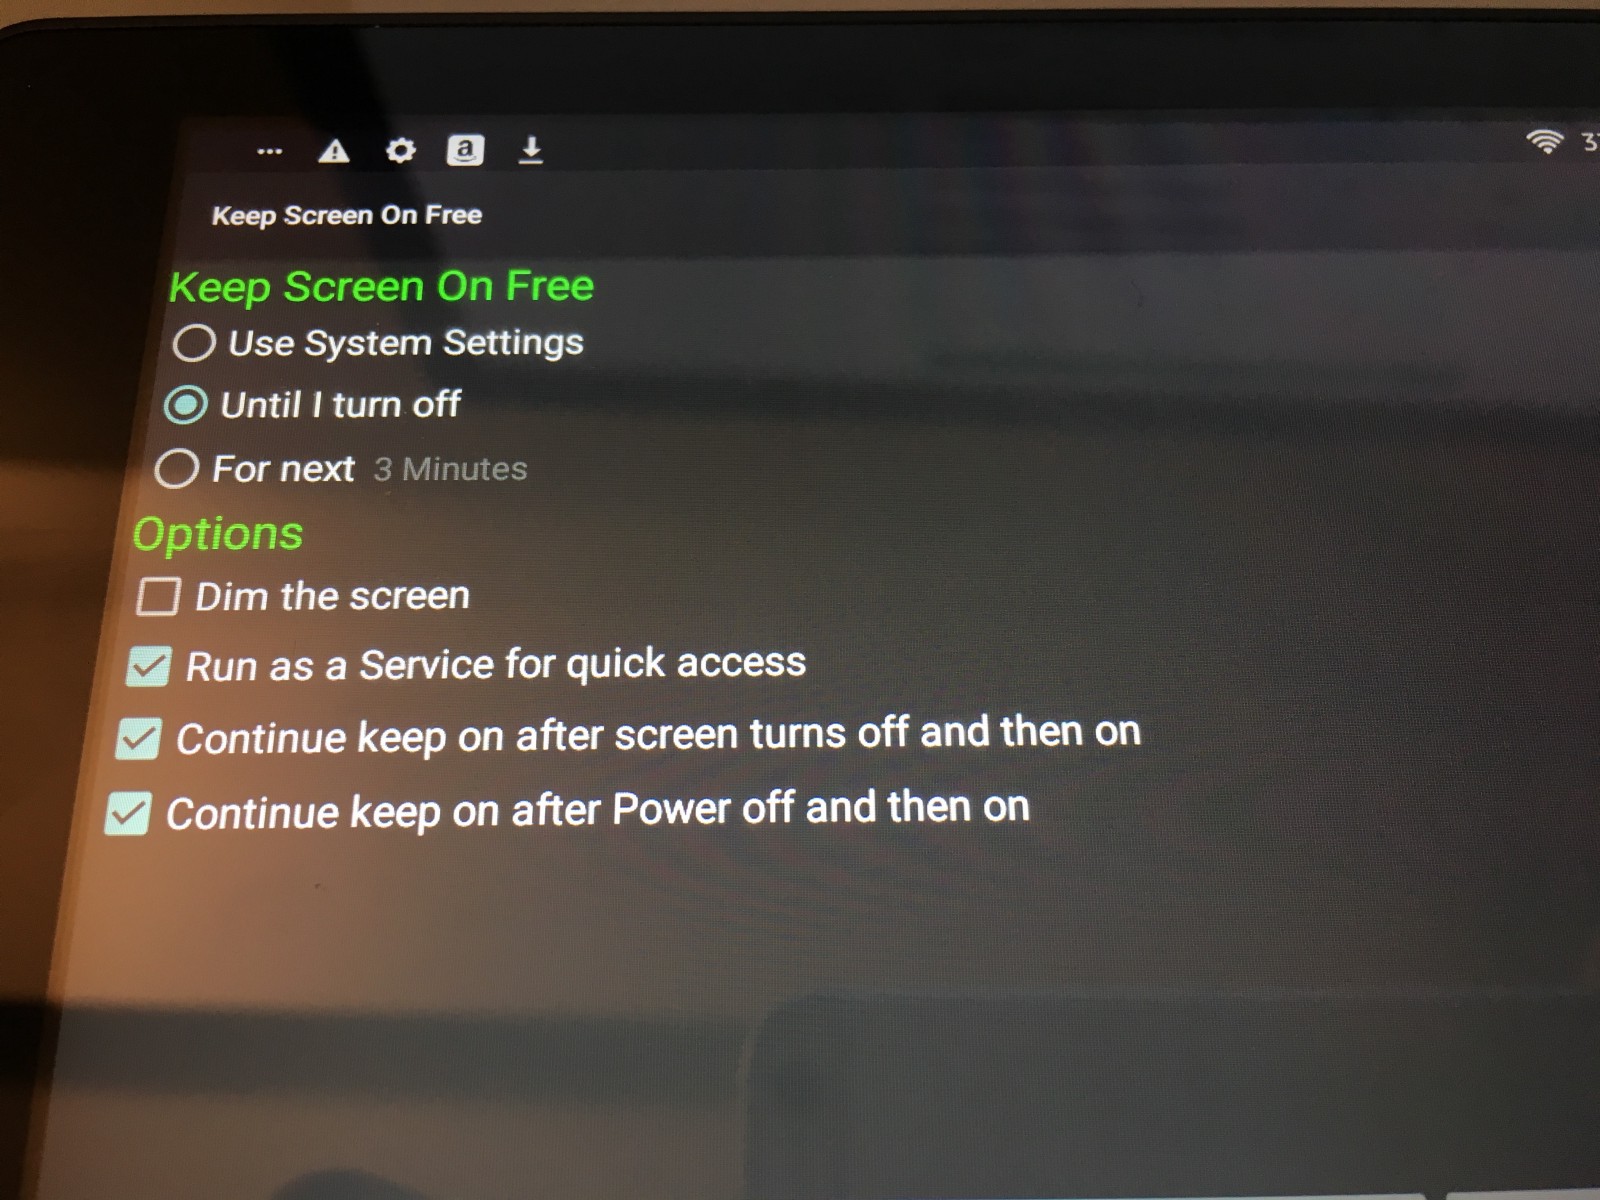 ... a 3
Keep Screen On Free
Keep Screen On Free
Use System Settings
Until I turn off
For next 3 Minutes
Options
Dim the screen
Run as a Service for quick access
Continue keep on after screen turns off and then on
Continue keep on after Power off and then on